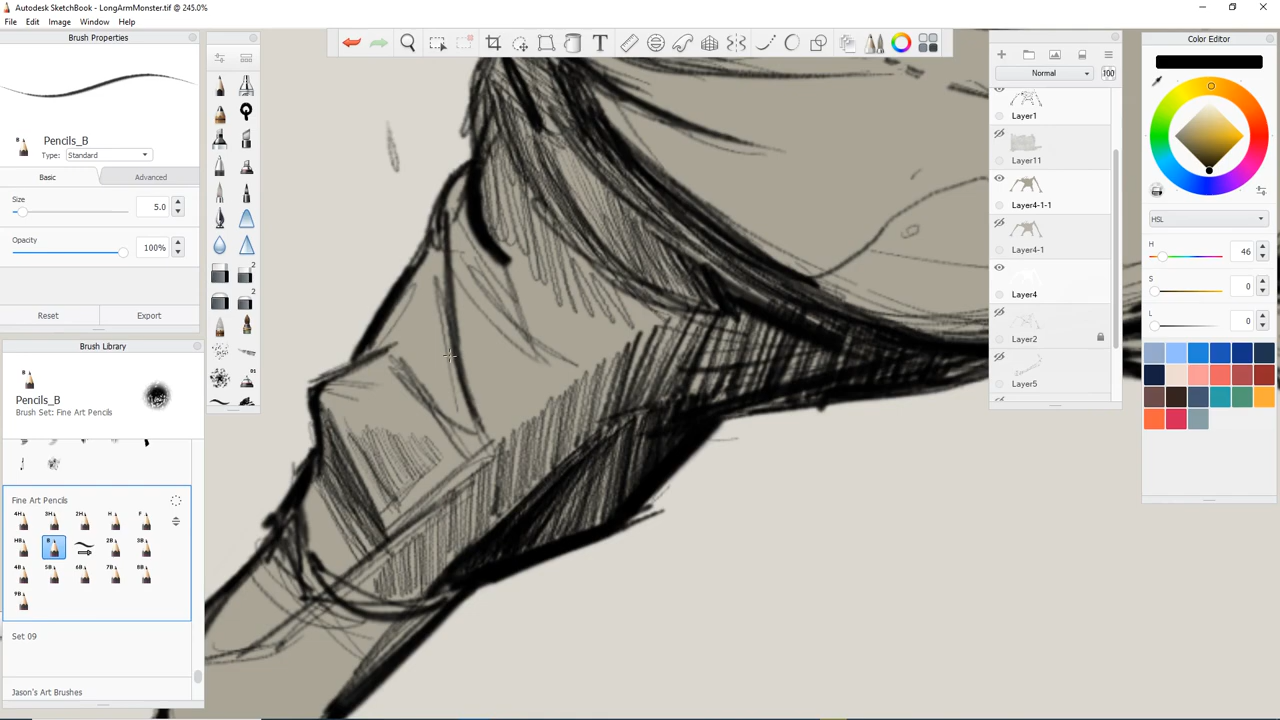 Autodesk SketchBook - LongArmMonster.tif @ 245.0%
File Edit Image Window Help
Brush Properties
Pencils_B
Type: Standard
Basic Advanced
Size 5.0
Opacity 100%
Reset Export
Brush Library
B
Pencils_B
Brush Set: Fine Art Pencils
Fine Art Pencils
4H 3H 2H H F
HB B 2B 3B
4B 5B 6B 7B 8B
9B
Set 09
Jason's Art Brushes
2
2
01
Normal 100
Layer1
Layer11
Layer4-1-1
Layer4-1
Layer4
Layer2
Layer5
Color Editor
HSL
H 46
S 0
L 0